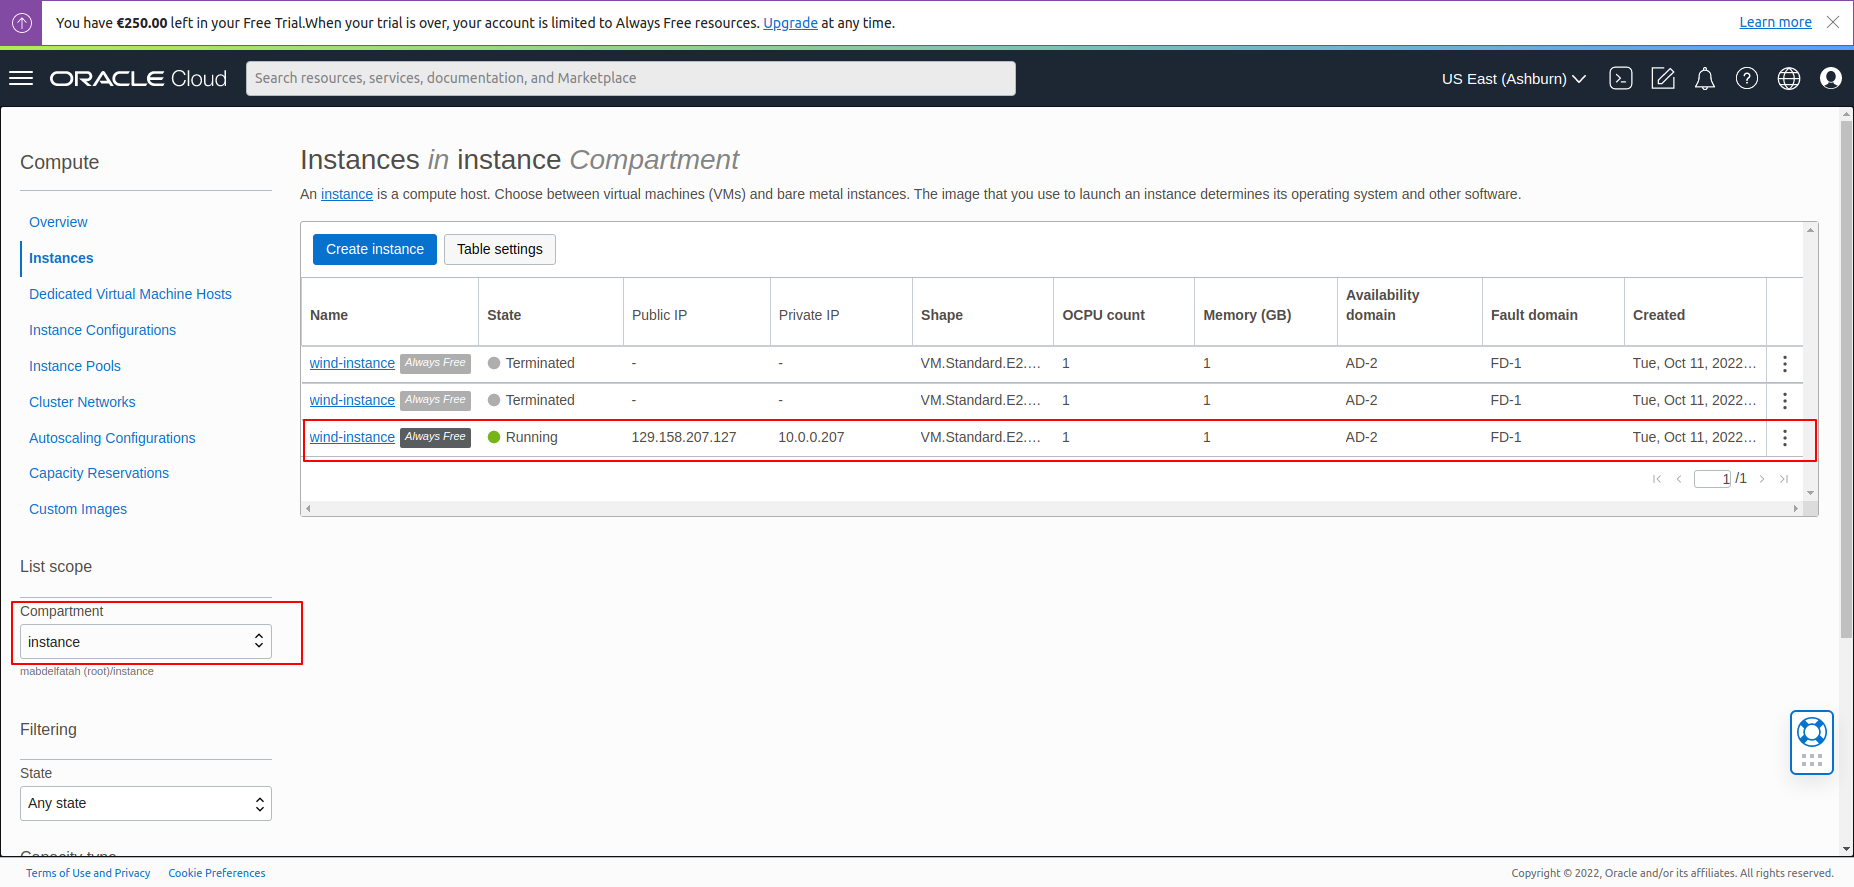 You have €250.00 left in your Free Trial.When your trial is over, your account is limited to Always Free resources. Upgrade at any time.
Learn more
ORACLE Cloud
Search resources, services, documentation, and Marketplace
US East (Ashburn)
Compute
Overview
Instances
Dedicated Virtual Machine Hosts
Instance Configurations
Instance Pools
Cluster Networks
Autoscaling Configurations
Capacity Reservations
Custom Images
List scope
Compartment
instance
mabdelfatah (root)/instance
Filtering
State
Any state
Capacity type
Instances in instance Compartment
An instance is a compute host. Choose between virtual machines (VMs) and bare metal instances. The image that you use to launch an instance determines its operating system and other software.
Create instance Table settings
Name State Public IP Private IP Shape OCPU count Memory (GB) Availability domain Fault domain Created
wind-instance Always Free Terminated - - VM.Standard.E2.... 1 1 AD-2 FD-1 Tue, Oct 11, 2022...
wind-instance Always Free Terminated - - VM.Standard.E2.... 1 1 AD-2 FD-1 Tue, Oct 11, 2022...
wind-instance Always Free Running 129.158.207.127 10.0.0.207 VM.Standard.E2.... 1 1 AD-2 FD-1 Tue, Oct 11, 2022...
1 /1
Terms of Use and Privacy Cookie Preferences
Copyright © 2022, Oracle and/or its affiliates. All rights reserved.